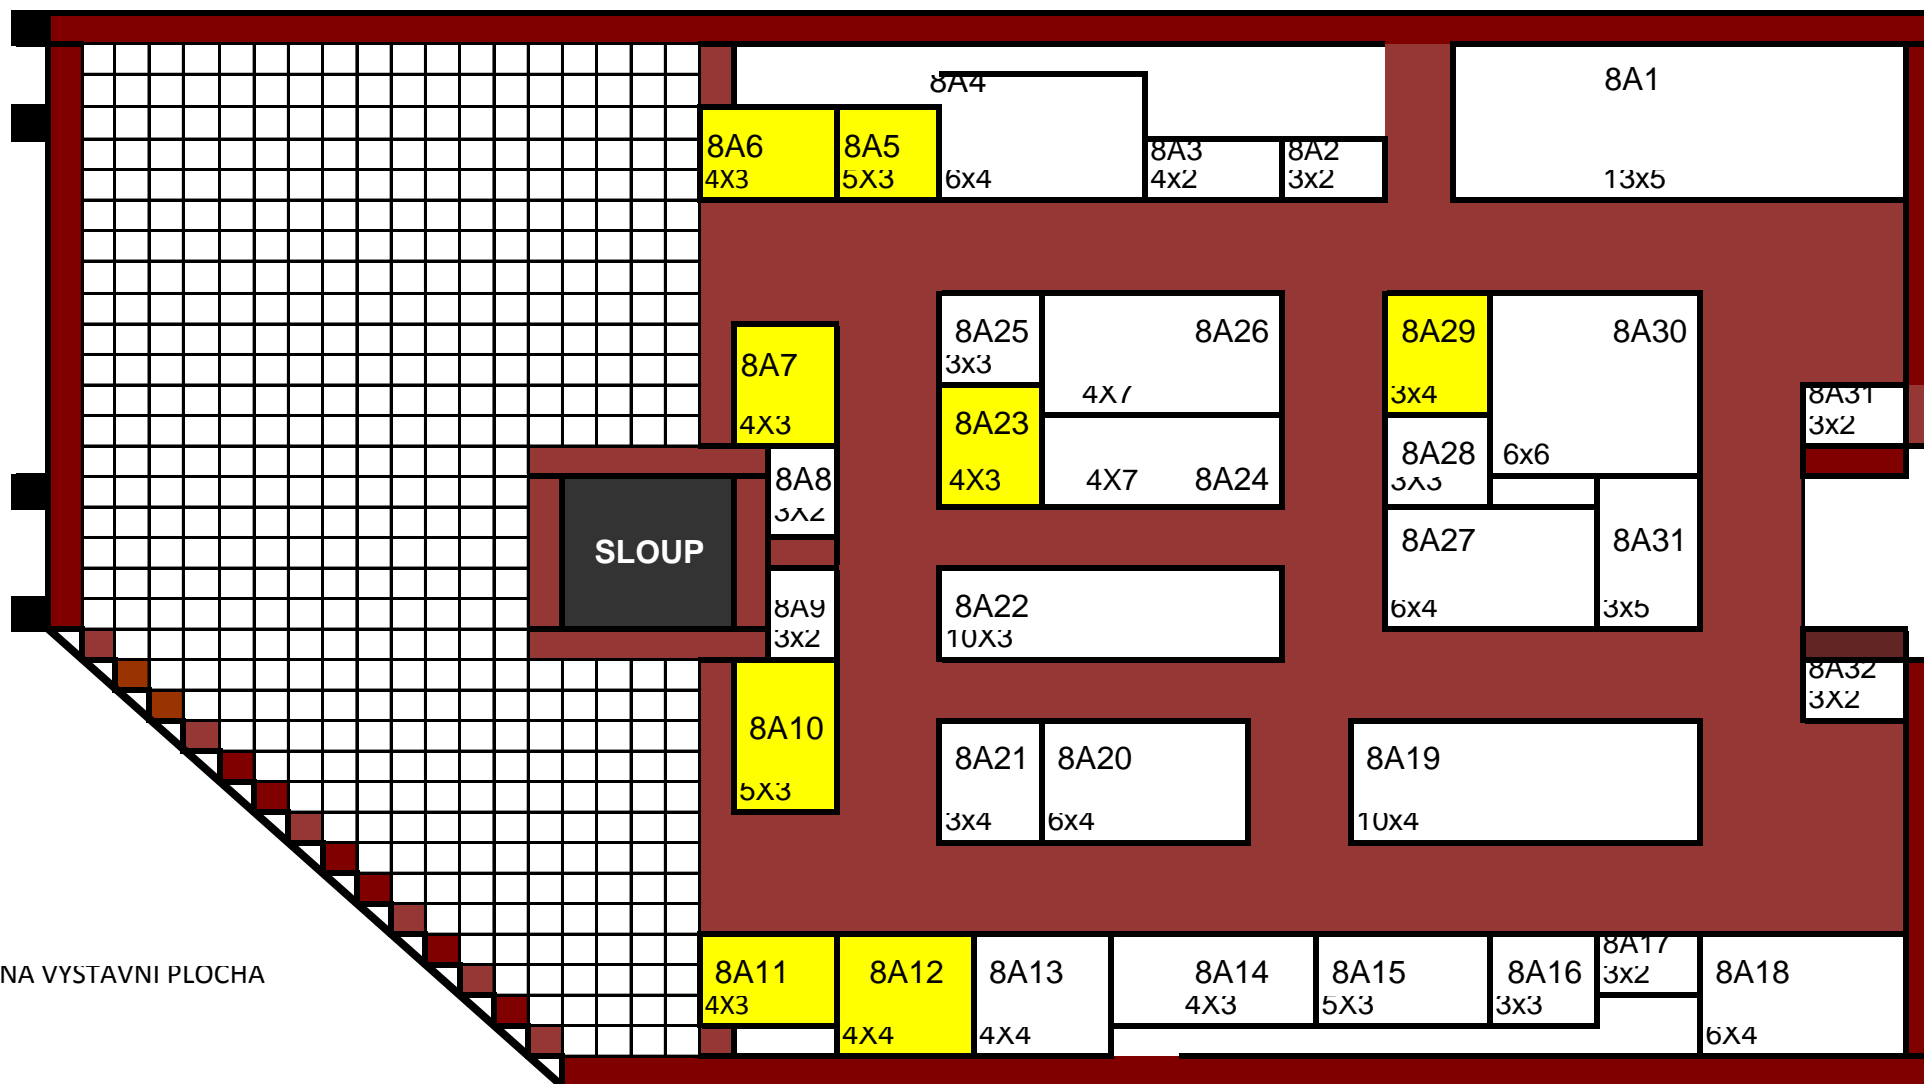 8A4
8A1
8A6
4X3
8A5
5X3
6x4
8A3
4x2
8A2
3x2
13x5
8A7
4X3
8A25
3x3
8A26
4X7
8A23
4X3
4X7 8A24
8A29
3x4
8A30
6x6
8A28
3X3
8A31
3x2
8A8
3X2
SLOUP
8A9
3x2
8A22
10X3
8A27
6x4
8A31
3x5
8A32
3X2
8A10
5X3
8A21
3x4
8A20
6x4
8A19
10x4
8A11
4X3
8A12
4X4
8A13
4X4
8A14
4X3
8A15
5X3
8A16
3x3
8A17
3x2
8A18
6X4
NA VYSTAVNI PLOCHA